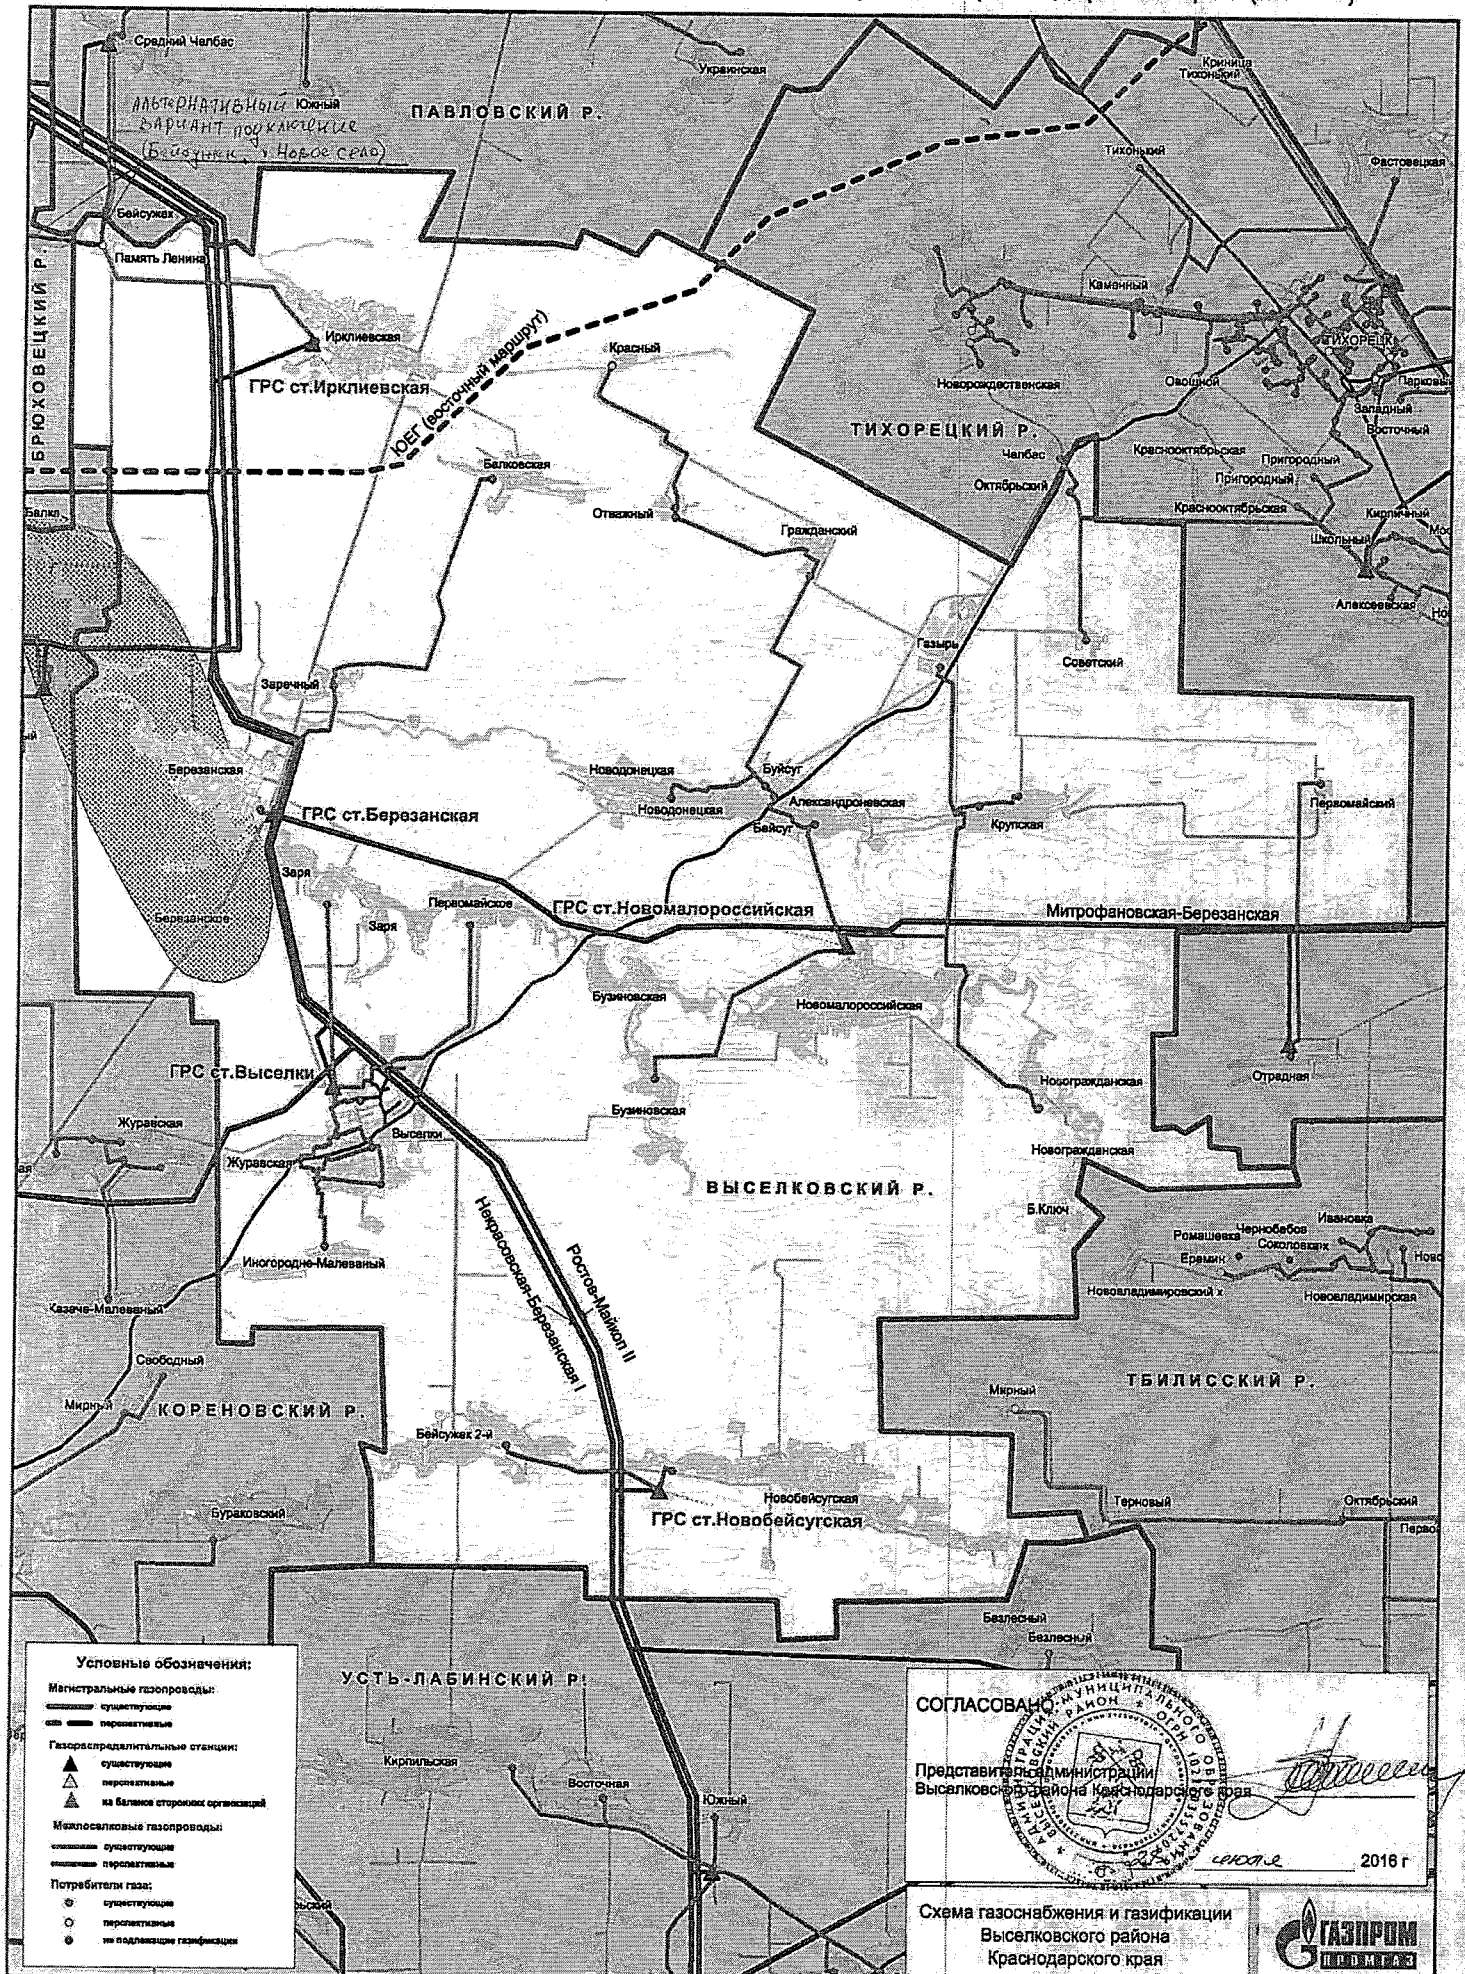 Средний Челбас
Украинская
Криница
Тихонький
АЛЬТЕРНАТИВНЫЙ
ВАРИАНТ подключение
Новое село)
Южный
ПАВЛОВСКИЙ Р.
Тихонький
Фастовецкая
Бейсужек
Память Ленина
БРЮХОВЕЦКИЙ Р.
Каменный
Ирклиевская
ЮЕГ (восточный маршрут)
Красный
ТИХОРЕЦК
ГРС ст.Ирклиевская
Новорождественская
Овощной
Парковый
Западный
Восточный
ТИХОРЕЦКИЙ Р.
Челбас
Краснооктябрьская
Балковская
Октябрьский
Пригородный
Пригородный
Балка
Отважный
Гражданский
Краснооктябрьская
Кирпичный
Мос
Школьный
Алексеевская
Но
Газырь
Советский
Заречный
Березанская
Новодонецкая
Бузиновская
Буйсуг
Новодонецкая
Александроневская
Первомайский
ГРС ст.Березанская
Бейсуг
Крупская
Заря
Первомайское
ГРС ст.Новомалороссийская
Митрофановская-Березанская
Березанское
Заря
Новомалороссийская
ГРС ст.Выселки
Новогражданская
Отрадная
Бузиновская
Журавская
Выселки
Журавская
Новогражданская
ВЫСЕЛКОВСКИЙ Р.
Б.Ключ
Некрасовская-Березанская I
Ростов-Майкоп II
Ромашевка
Чернобабов
Ивановка
Соколовка
Еремин
Ново
Иногородне-Малеваный
Нововладимировский х
Нововладимирская
Казаче-Малеваный
Свободный
Мирный
КОРЕНОВСКИЙ Р.
ТБИЛИССКИЙ Р.
Мирный
Бейсужек 2-й
Новобейсугская
Терновый
Октябрьский
Перво
ГРС ст.Новобейсугская
Бураковский
Безлесный
Безлесный
УСТЬ-ЛАБИНСКИЙ Р.
Кирпильская
Восточная
Южный
Условные обозначения:
Магистральные газопроводы:
существующие
перспективные
Газораспределительные станции:
существующие
перспективные
на балансе сторонних организаций
Межпоселковые газопроводы:
существующие
перспективные
Потребители газа:
существующие
перспективные
не подлежащие газификации
СОГЛАСОВАНО
Представитель администрации
Выселковского района Краснодарского края
2016 г
Схема газоснабжения и газификации
Выселковского района
Краснодарского края
ГАЗПРОМ
ПРОМГАЗ